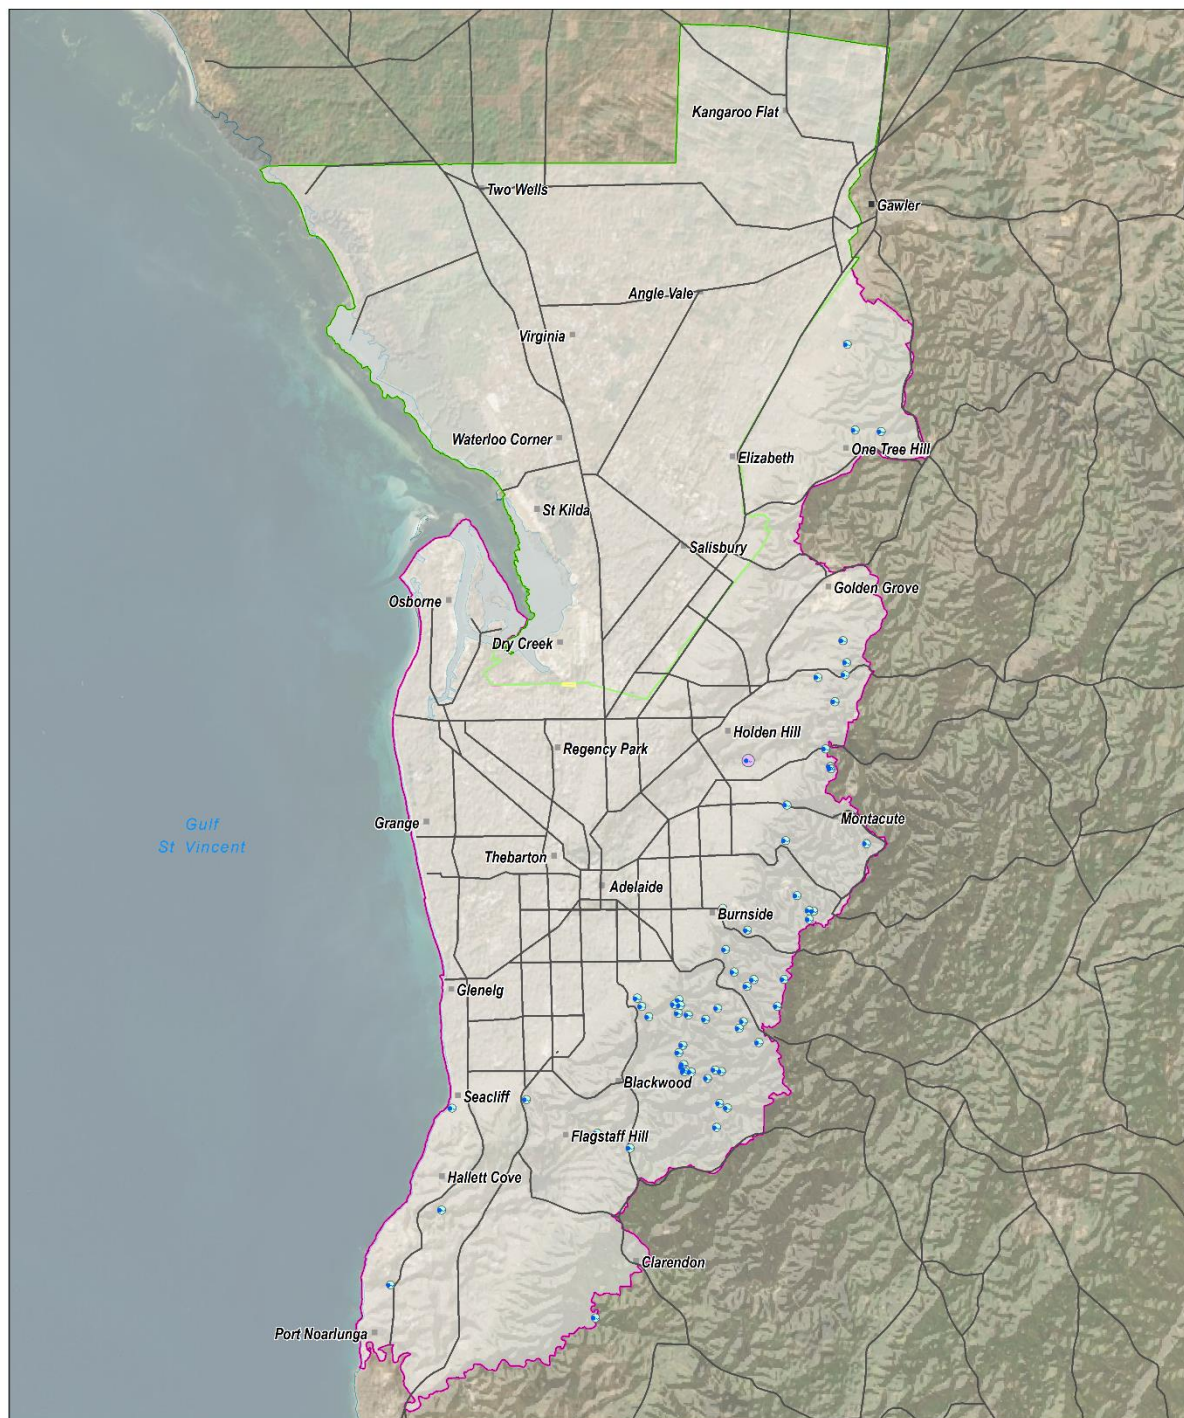 Kangaroo Flat
Two Wells
Gawler
Angle Vale
Virginia
Waterloo Corner
One Tree Hill
Elizabeth
St Kilda
Salisbury
Golden Grove
Osborne
Dry Creek
Holden Hill
Regency Park
Gulf
St Vincent
Grange
Montacute
Thebarton
Adelaide
Burnside
Glenelg
Blackwood
Seacliff
Flagstaff Hill
Hallett Cove
Clarendon
Port Noarlunga